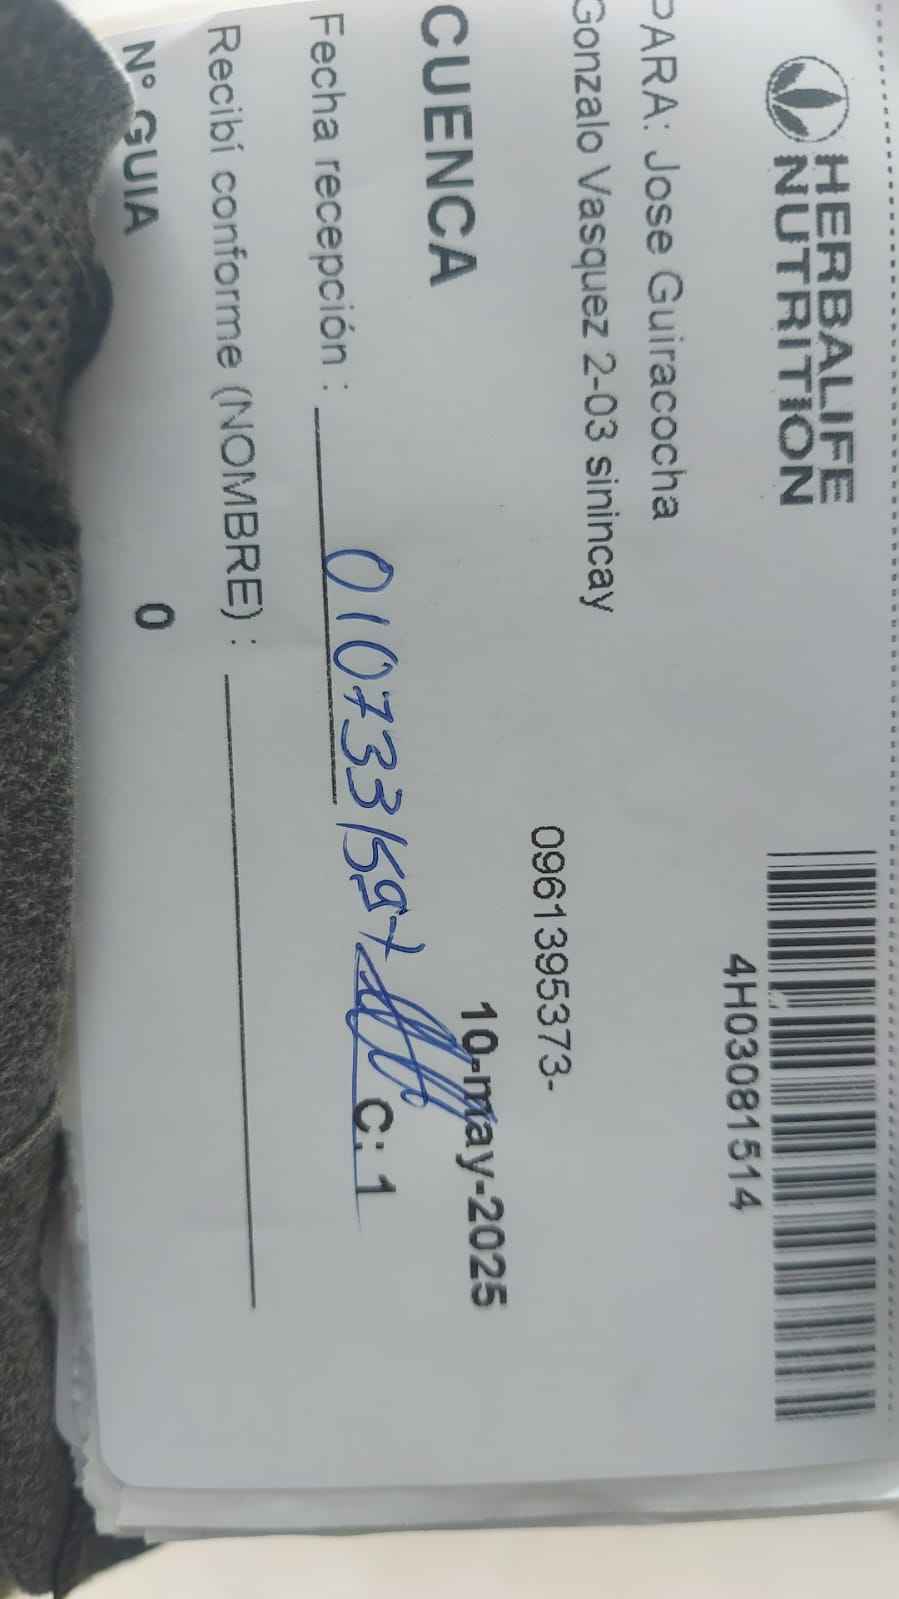 HERBALIFE
NUTRITION
4H03081514
PARA: Jose Guiracocha
Gonzalo Vasquez 2-03 sinincay
0961395373-
CUENCA
10-may-2025
Fecha recepción :
0107331597
C: 1
Recibí conforme (NOMBRE) :
N° GUIA 0